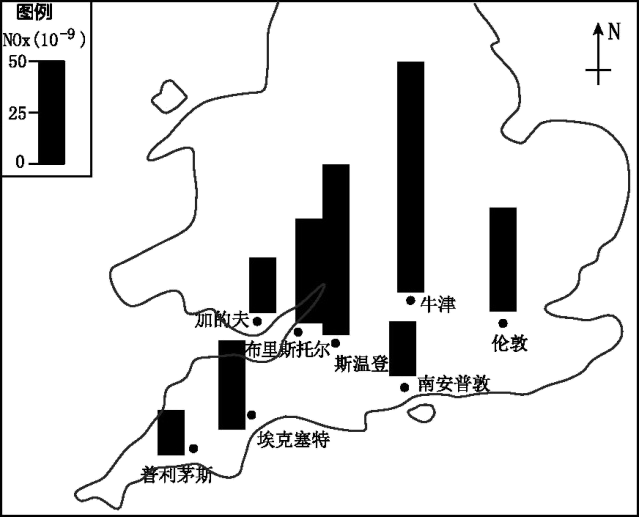 图例
NOx(10⁻⁹)
50
25
0
N
加的夫
布里斯托尔
斯温登
牛津
伦敦
南安普敦
埃克塞特
普利茅斯